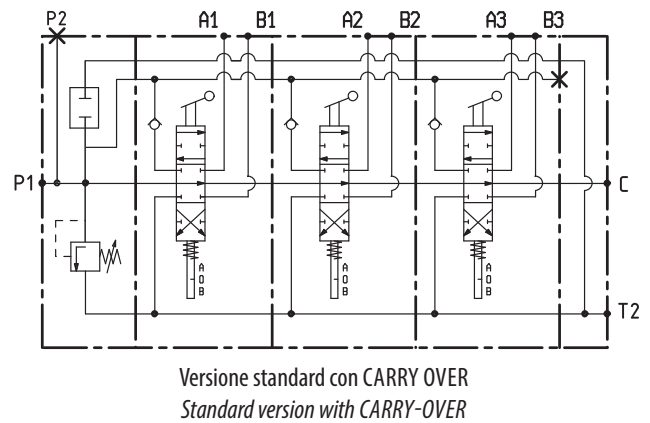 P2 A1 B1 A2 B2 A3 B3
P1 C
A A A
0 0 0
B B B
T2
Versione standard con CARRY OVER
Standard version with CARRY-OVER